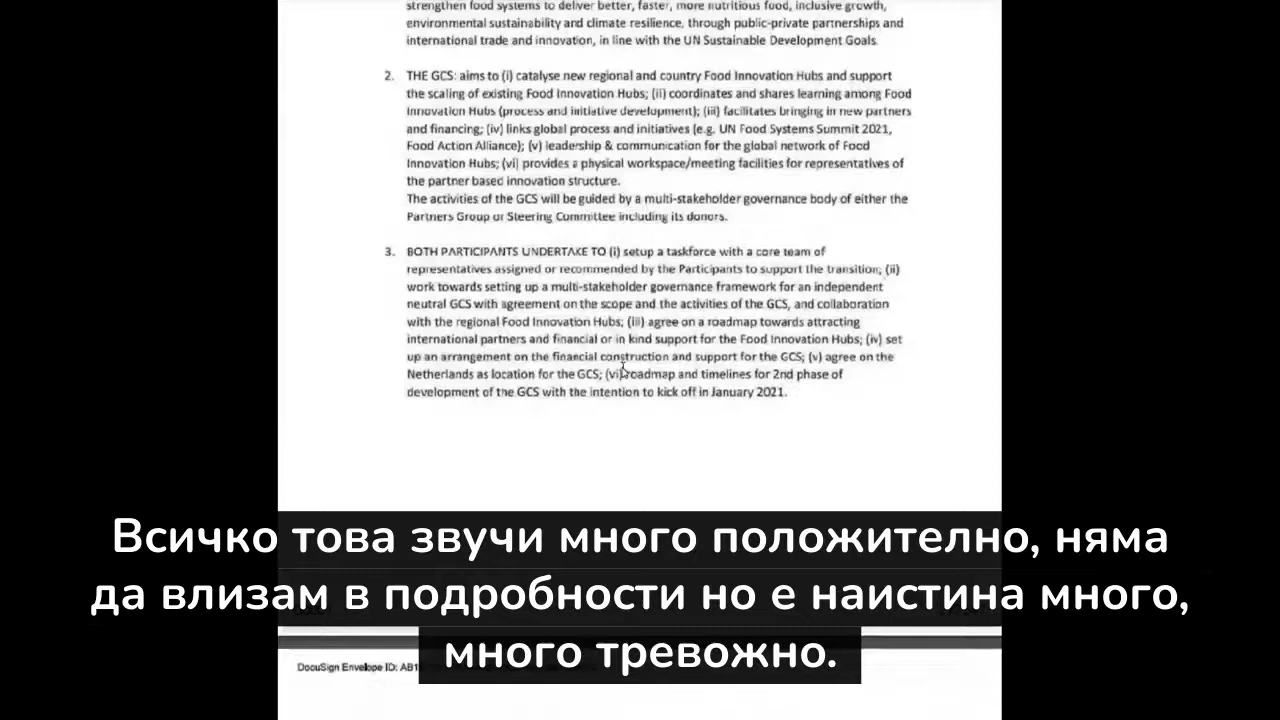 strengthen food systems to deliver better, faster, more nutritious food, inclusive growth,
environmental sustainability and climate resilience, through public-private partnerships and
international trade and innovation, in line with the UN Sustainable Development Goals.
2. THE GCS: aims to (i) catalyse new regional and country Food Innovation Hubs and support
the scaling of existing Food Innovation Hubs; (ii) coordinates and shares learning among Food
Innovation Hubs (process and initiative development); (iii) facilitates bringing in new partners
and financing; (iv) links global process and initiatives (e.g. UN Food Systems Summit 2021,
Food Action Alliance); (v) leadership & communication for the global network of Food
Innovation Hubs; (vi) provides a physical workspace/meeting facilities for representatives of
the partner based innovation structure.
The activities of the GCS will be guided by a multi-stakeholder governance body of either the
Partners Group or Steering Committee including its donors.
3. BOTH PARTICIPANTS UNDERTAKE TO (i) setup a taskforce with a core team of
representatives assigned or recommended by the Participants to support the transition; (ii)
work towards setting up a multi-stakeholder governance framework for an independent
neutral GCS with agreement on the scope and the activities of the GCS, and collaboration
with the regional Food Innovation Hubs; (iii) agree on a roadmap towards attracting
international partners and financial or in kind support for the Food Innovation Hubs; (iv) set
up an arrangement on the financial construction and support for the GCS; (v) agree on the
Netherlands as location for the GCS; (vi) roadmap and timelines for 2nd phase of
development of the GCS with the intention to kick off in January 2021.
Всичко това звучи много положително, няма
да влизам в подробности но е наистина много,
много тревожно.
DocuSign Envelope ID: